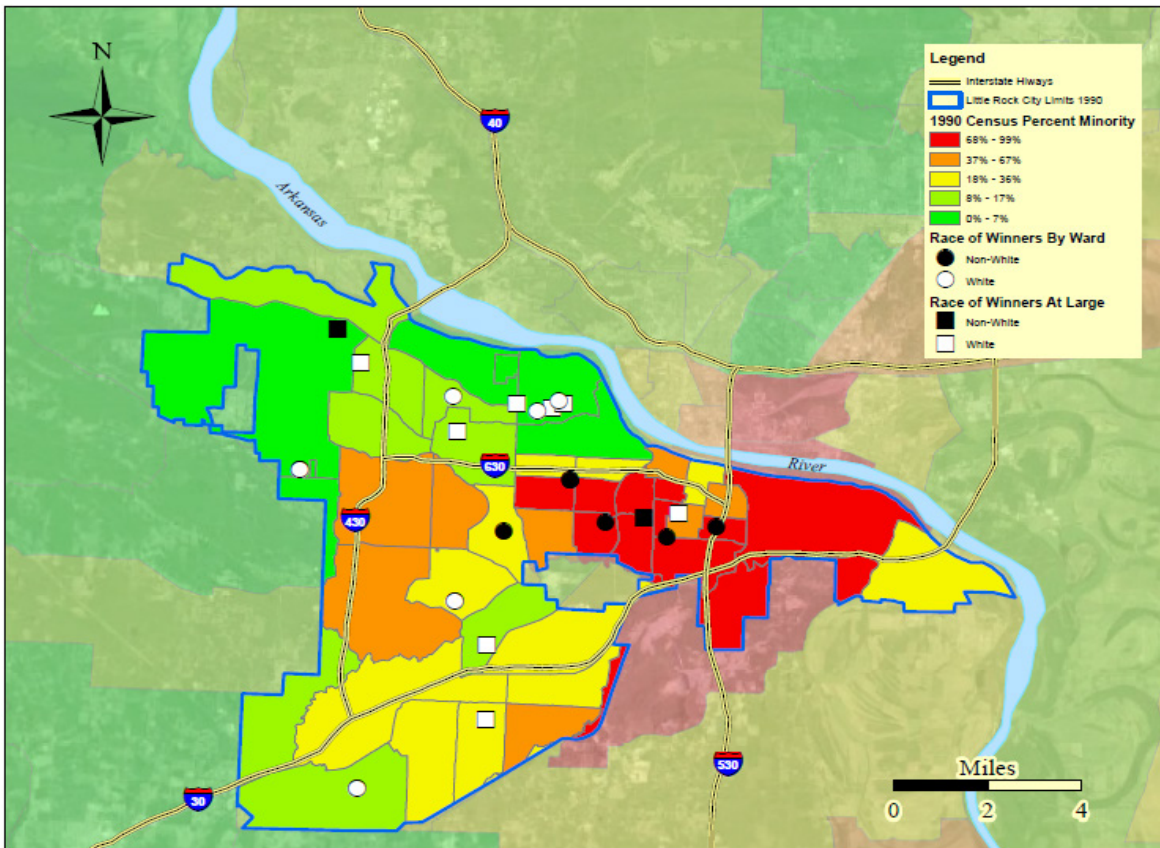 N
40
Arkansas
River
630
430
30
530
Legend
Interstate Hiways
Little Rock City Limits 1990
1990 Census Percent Minority
68% - 99%
37% - 67%
18% - 36%
8% - 17%
0% - 7%
Race of Winners By Ward
Non-White
White
Race of Winners At Large
Non-White
White
Miles
0 2 4